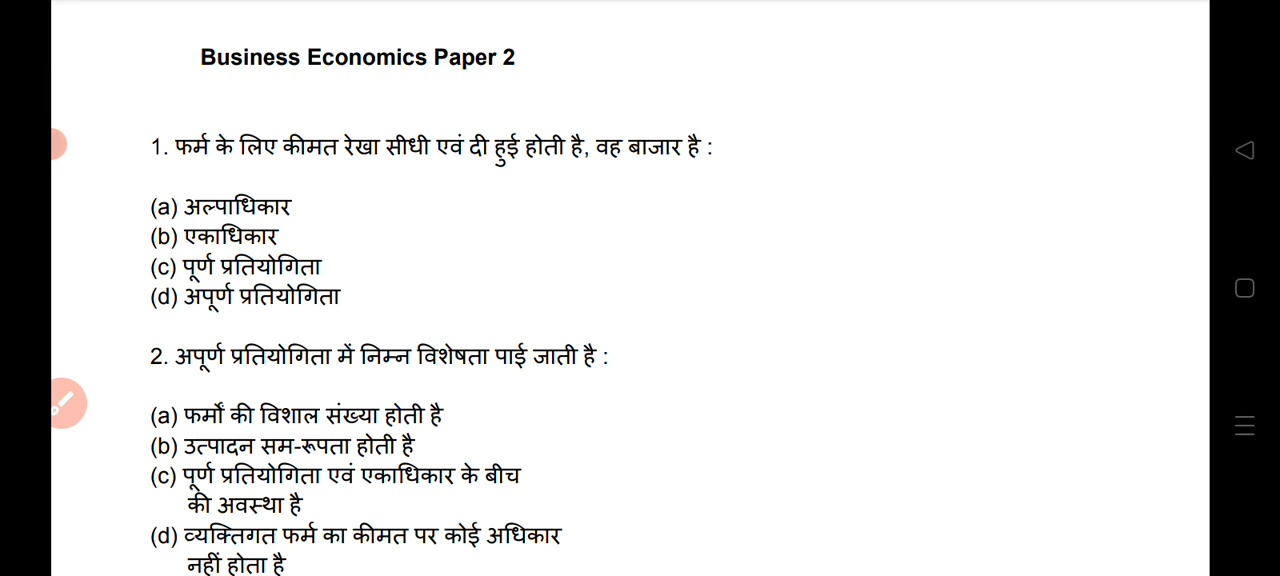 Business Economics Paper 2
1. फर्म के लिए कीमत रेखा सीधी एवं दी हुई होती है, वह बाजार है :
(a) अल्पाधिकार
(b) एकाधिकार
(c) पूर्ण प्रतियोगिता
(d) अपूर्ण प्रतियोगिता
2. अपूर्ण प्रतियोगिता में निम्न विशेषता पाई जाती है :
(a) फर्मों की विशाल संख्या होती है
(b) उत्पादन सम-रूपता होती है
(c) पूर्ण प्रतियोगिता एवं एकाधिकार के बीच
की अवस्था है
(d) व्यक्तिगत फर्म का कीमत पर कोई अधिकार
नहीं होता है